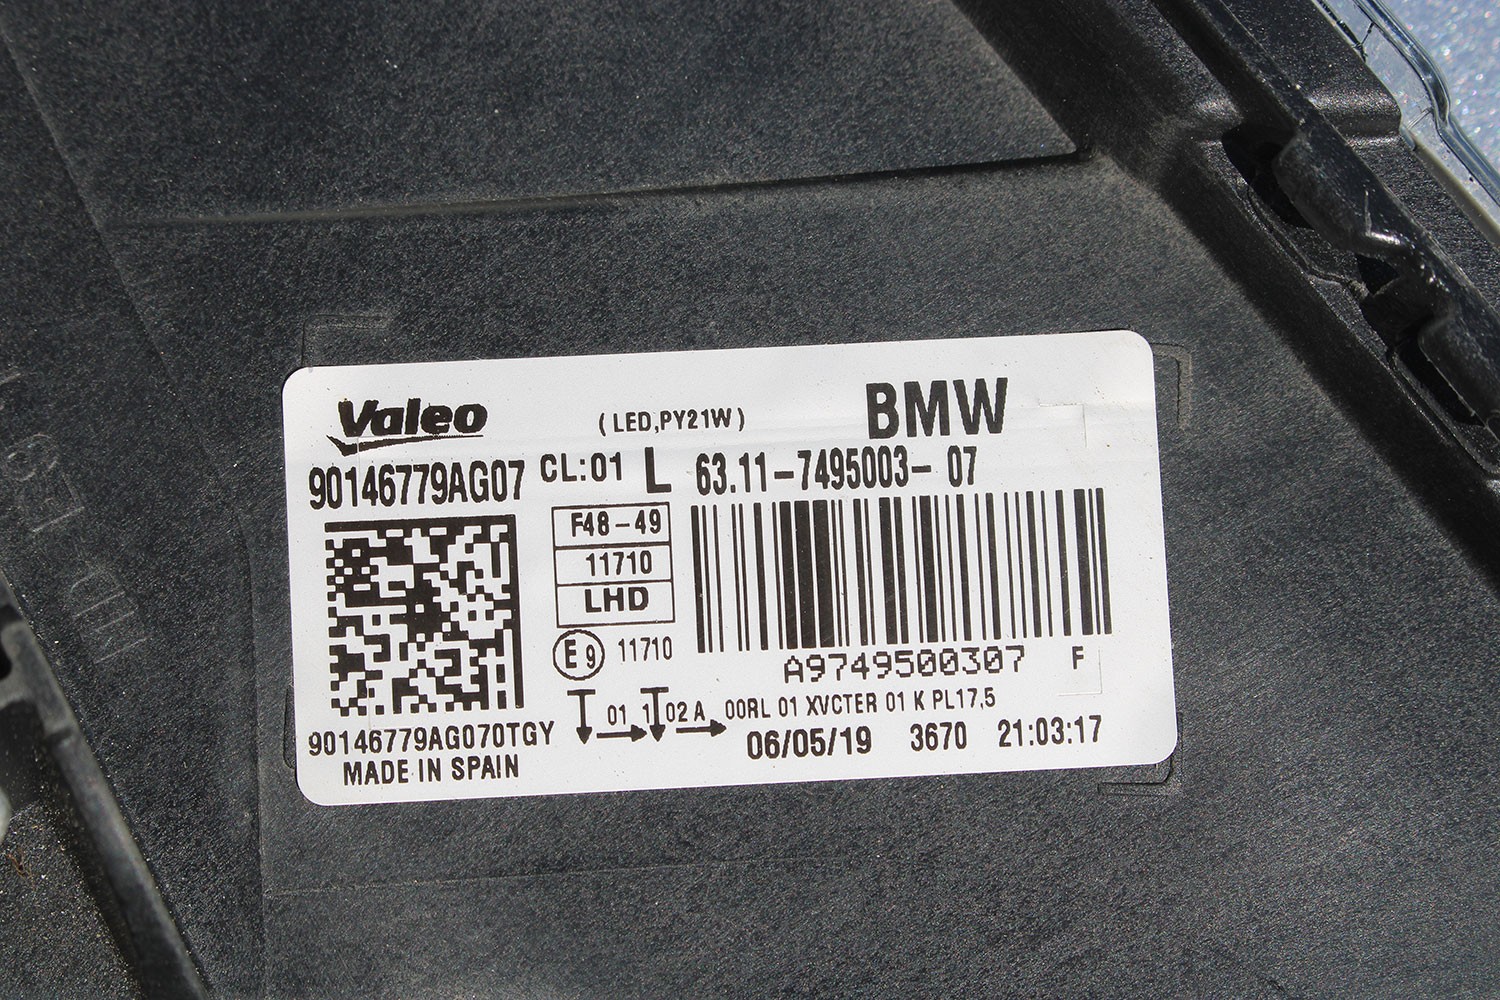 Valeo (LED,PY21W) BMW
90146779AG07 CL:01 L 63.11-7495003-07
F48-49
11710
LHD
E9 11710
A9749500307 F
01 1 02 A 00RL 01 XVCTER 01 K PL17,5
90146779AG070TGY 06/05/19 3670 21:03:17
MADE IN SPAIN